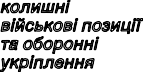 колишні
військові позиції
та оборонні
укріплення